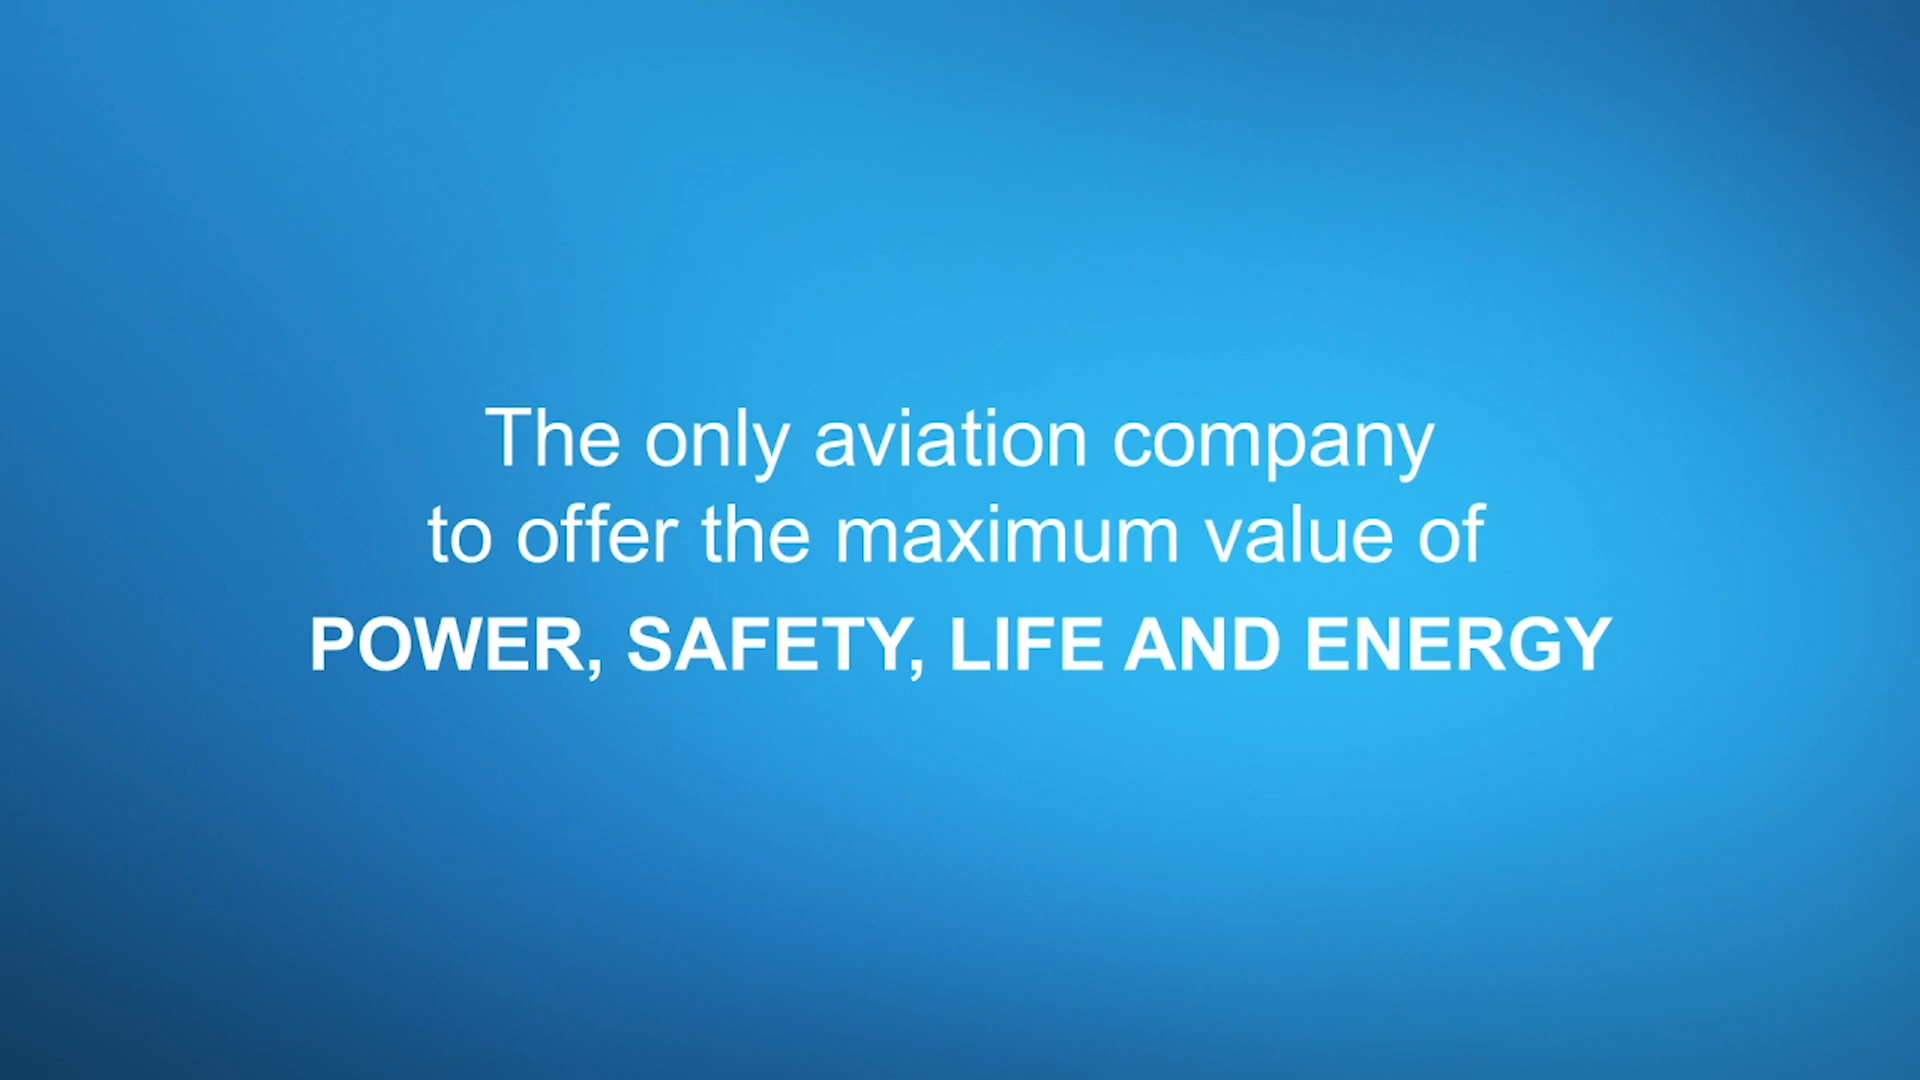 The only aviation company
to offer the maximum value of
POWER, SAFETY, LIFE AND ENERGY